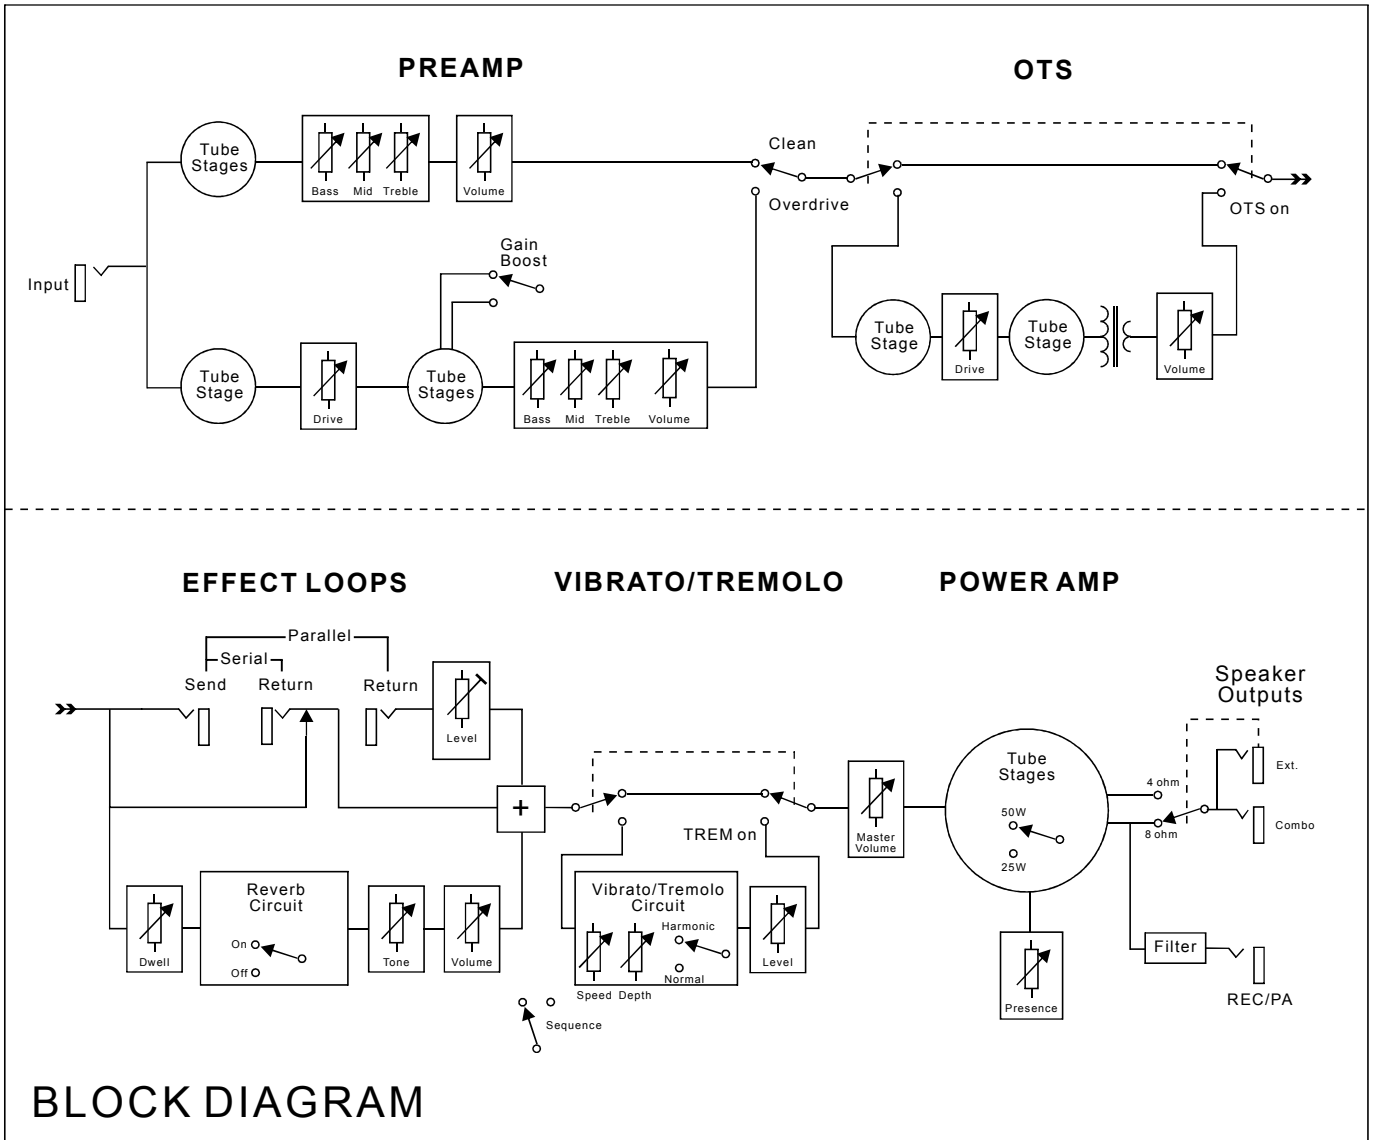 PREAMP
OTS
Tube
Stages
Bass Mid Treble
Volume
Clean
Overdrive
OTS on
Gain
Boost
Input
Tube
Stage
Drive
Tube
Stages
Bass Mid Treble Volume
Tube
Stage
Drive
Tube
Stage
Volume
EFFECT LOOPS
VIBRATO/TREMOLO
POWER AMP
Parallel
Serial
Send Return Return
Level
+
Dwell
Reverb
Circuit
On
Off
Tone
Volume
TREM on
Vibrato/Tremolo
Circuit
Harmonic
Normal
Speed Depth
Level
Sequence
Master
Volume
Tube
Stages
50W
25W
Presence
4 ohm
8 ohm
Speaker
Outputs
Ext.
Combo
Filter
REC/PA
BLOCK DIAGRAM